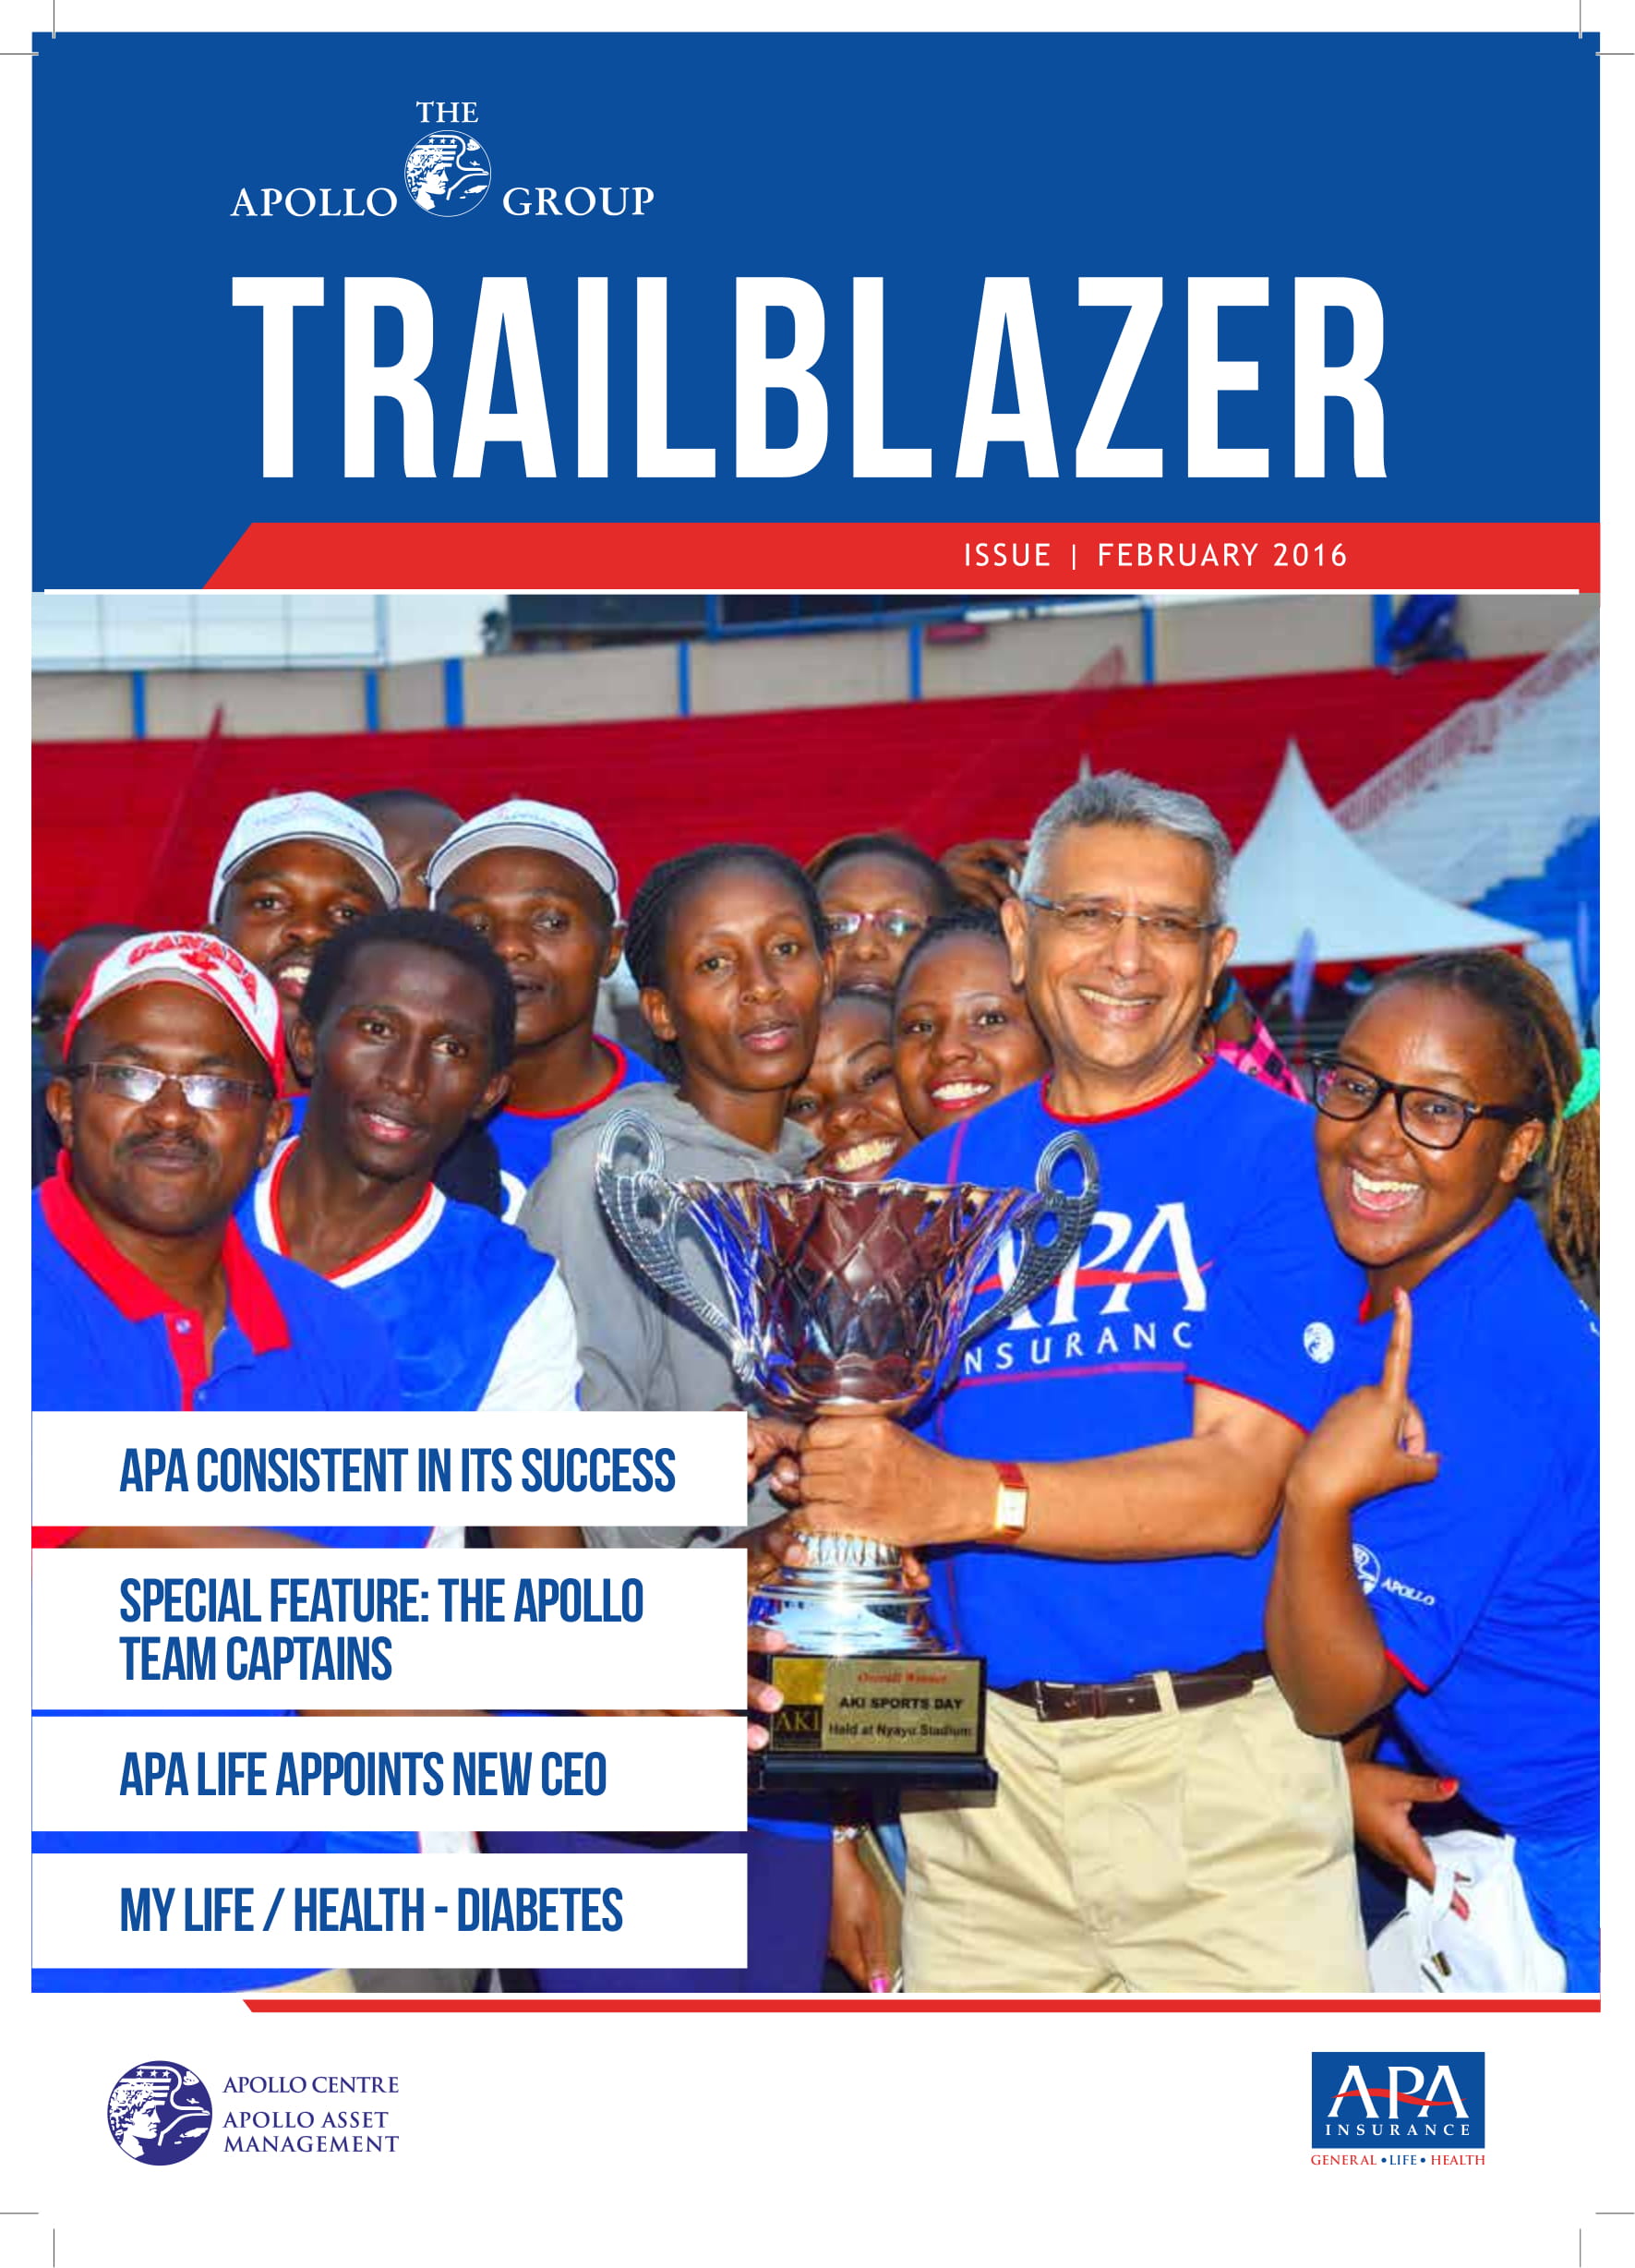 THE
APOLLO GROUP
TRAILBLAZER
ISSUE | FEBRUARY 2016
CANADA
APA
NSURANC
APOLLO
APA CONSISTENT IN ITS SUCCESS
SPECIAL FEATURE: THE APOLLO
TEAM CAPTAINS
Overall Winner
AKI SPORTS DAY
AKI
Held at Nyayu Stadium
APA LIFE APPOINTS NEW CEO
MY LIFE / HEALTH - DIABETES
APOLLO CENTRE
APOLLO ASSET
MANAGEMENT
APA
INSURANCE
GENERAL • LIFE • HEALTH